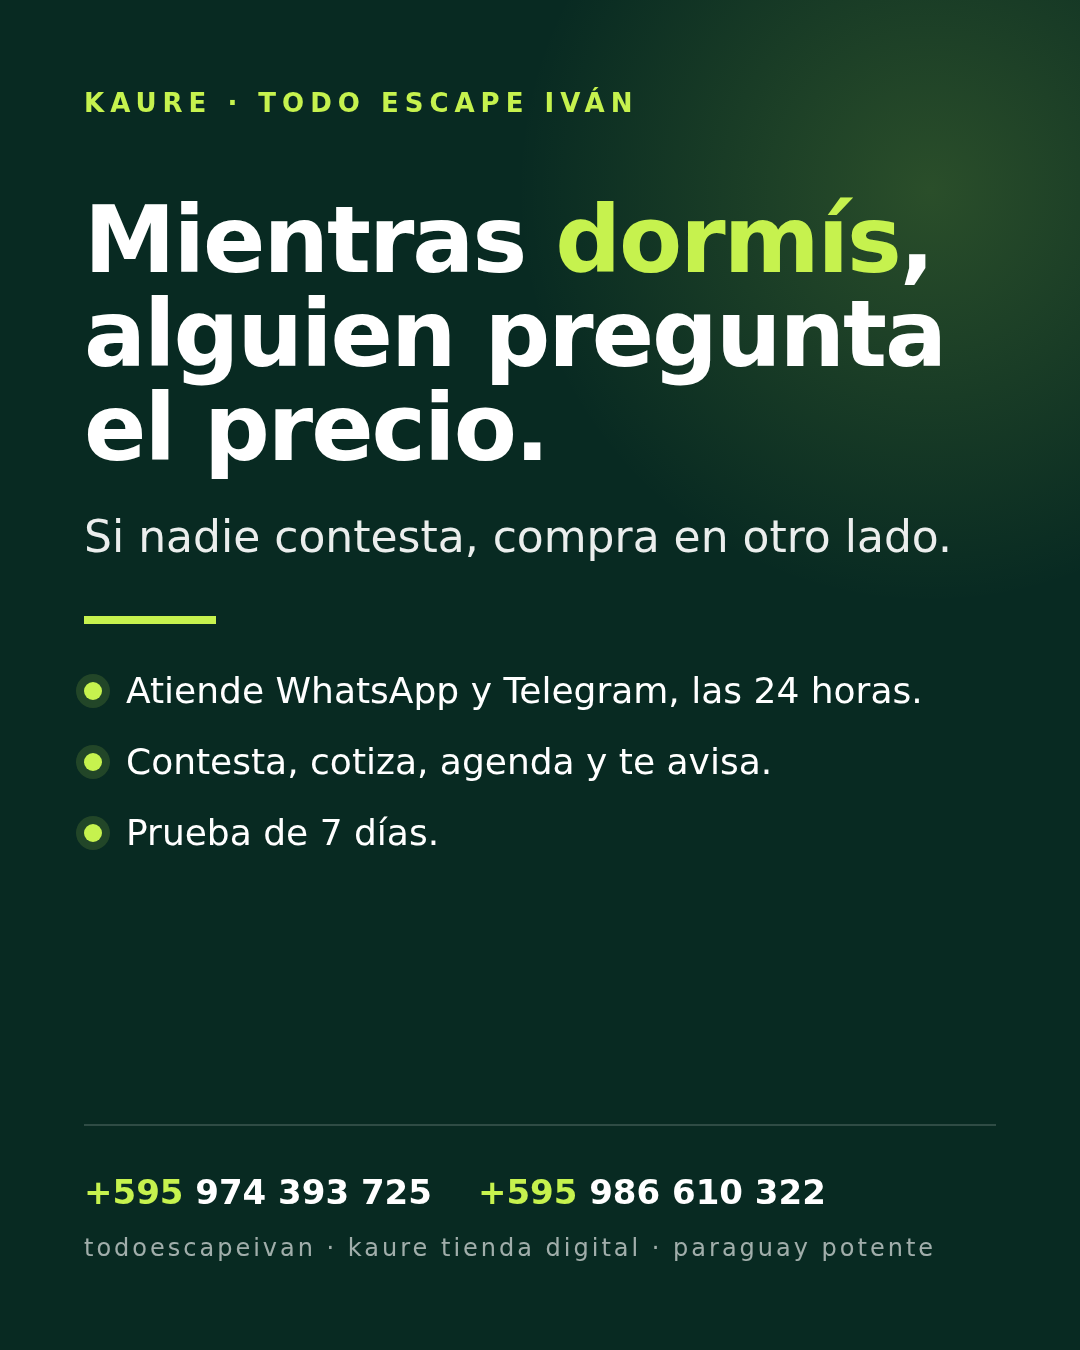 KAURE · TODO ESCAPE IVÁN
Mientras dormís,
alguien pregunta
el precio.
Si nadie contesta, compra en otro lado.
Atiende WhatsApp y Telegram, las 24 horas.
Contesta, cotiza, agenda y te avisa.
Prueba de 7 días.
+595 974 393 725 +595 986 610 322
todoescapeivan · kaure tienda digital · paraguay potente